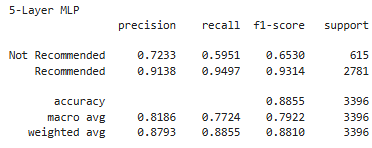 5-Layer MLP
precision recall f1-score support
Not Recommended 0.7233 0.5951 0.6530 615
Recommended 0.9138 0.9497 0.9314 2781
accuracy 0.8855 3396
macro avg 0.8186 0.7724 0.7922 3396
weighted avg 0.8793 0.8855 0.8810 3396